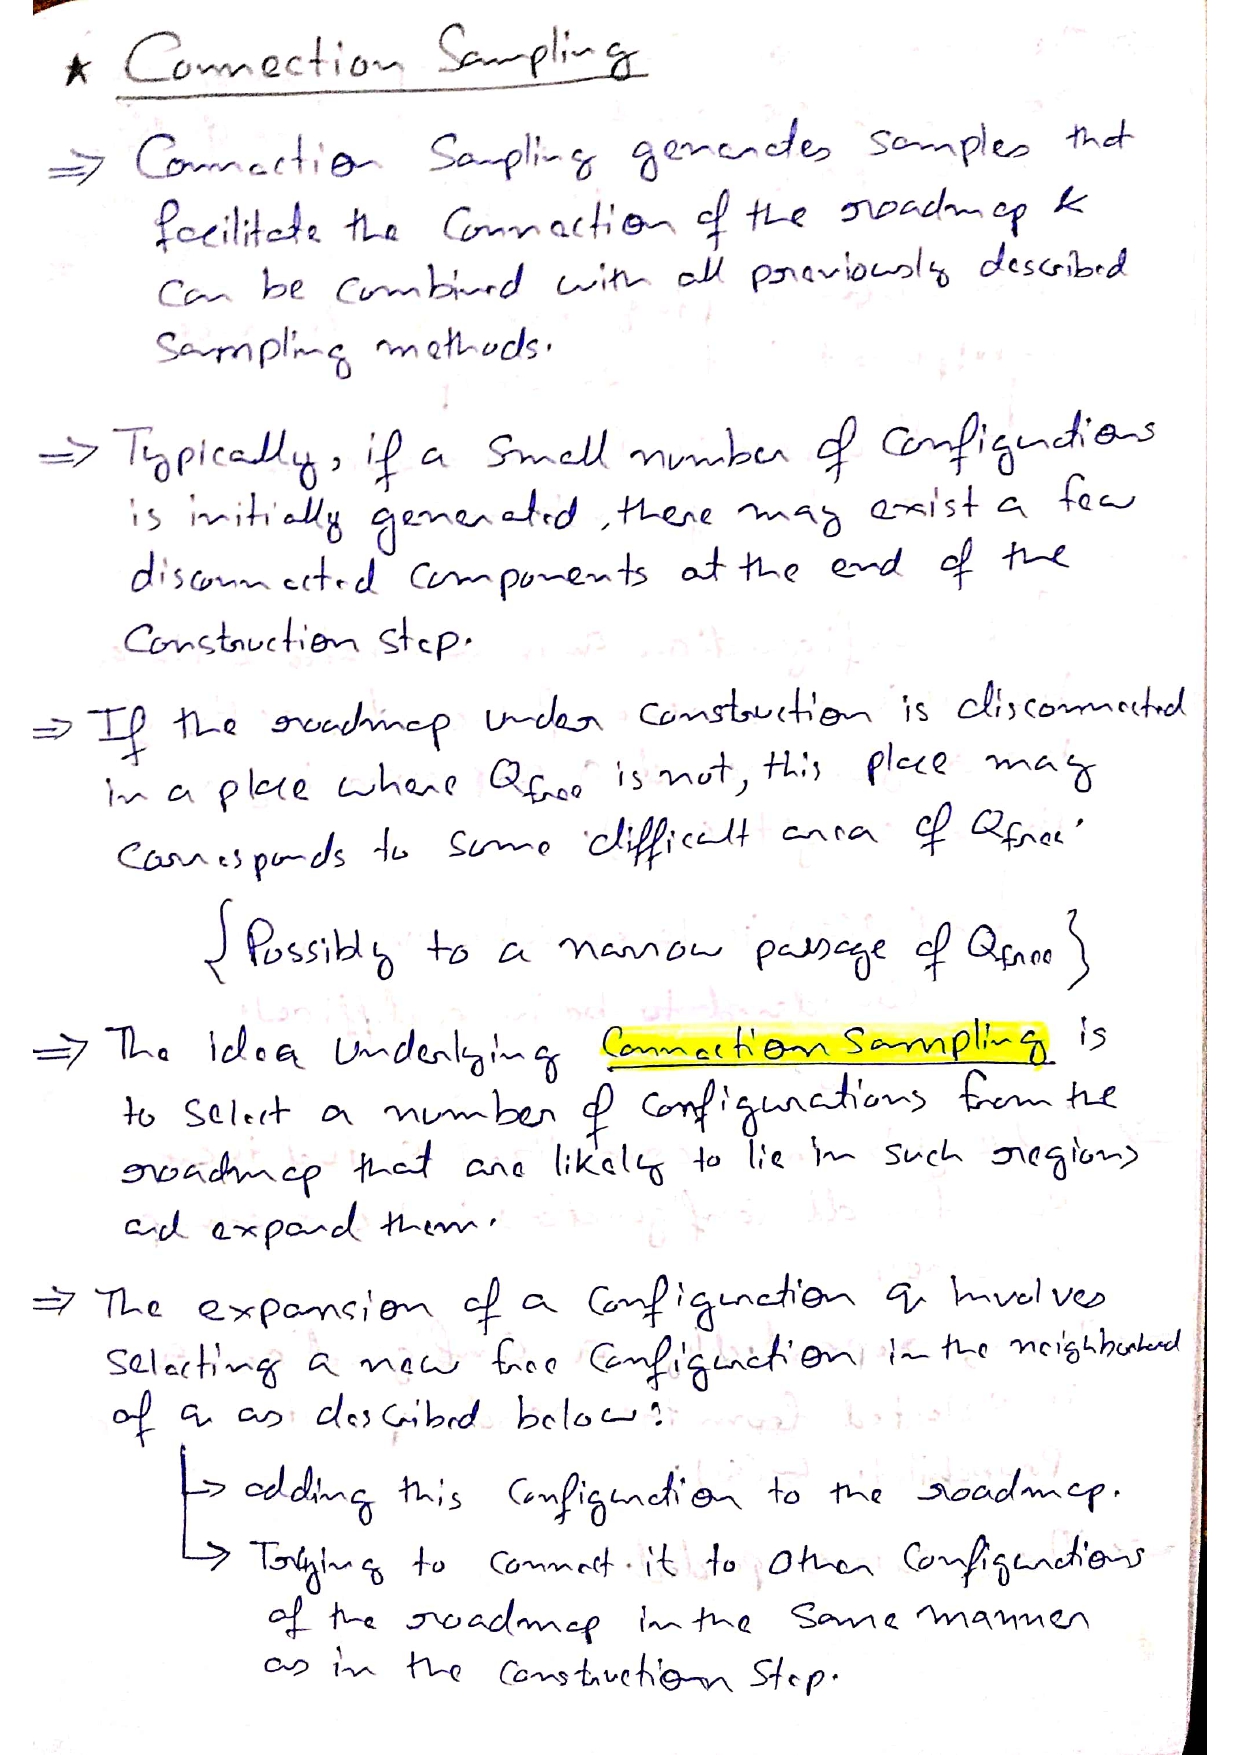 ★ Connection Sampling
⇒ Connection Sampling generates samples that
facilitate the connection of the roadmap &
can be combined with all previously described
sampling methods.
⇒ Typically, if a small number of configurations
is initially generated, there may exist a few
disconnected components at the end of the
construction step.
⇒ If the roadmap under construction is disconnected
in a place where Qfree is not, this place may
corresponds to some difficult area of Qfree.
{Possibly to a narrow passage of Qfree}
⇒ The idea underlying Connection Sampling is
to select a number of configurations from the
roadmap that are likely to lie in such regions
and expand them.
⇒ The expansion of a configuration q involves
selecting a new free configuration in the neighborhood
of q as described below:
↳ adding this configuration to the roadmap.
↳ Trying to connect it to other configurations
of the roadmap in the same manner
as in the construction step.